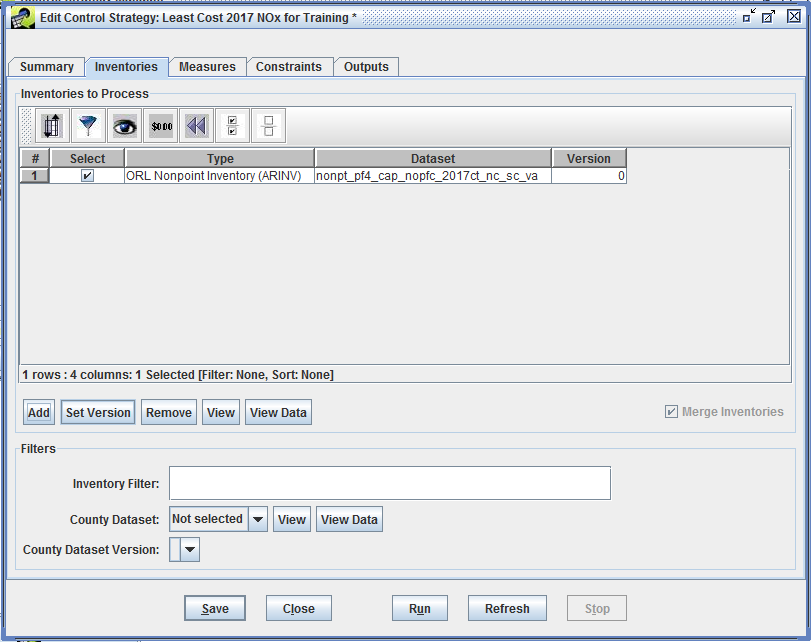 Edit Control Strategy: Least Cost 2017 NOx for Training *
Summary Inventories Measures Constraints Outputs
Inventories to Process
$0.00
# Select Type Dataset Version
1 ORL Nonpoint Inventory (ARINV) nonpt_pf4_cap_nopfc_2017ct_nc_sc_va 0
1 rows : 4 columns: 1 Selected [Filter: None, Sort: None]
Add Set Version Remove View View Data Merge Inventories
Filters
Inventory Filter:
County Dataset: Not selected View View Data
County Dataset Version:
Save Close Run Refresh Stop